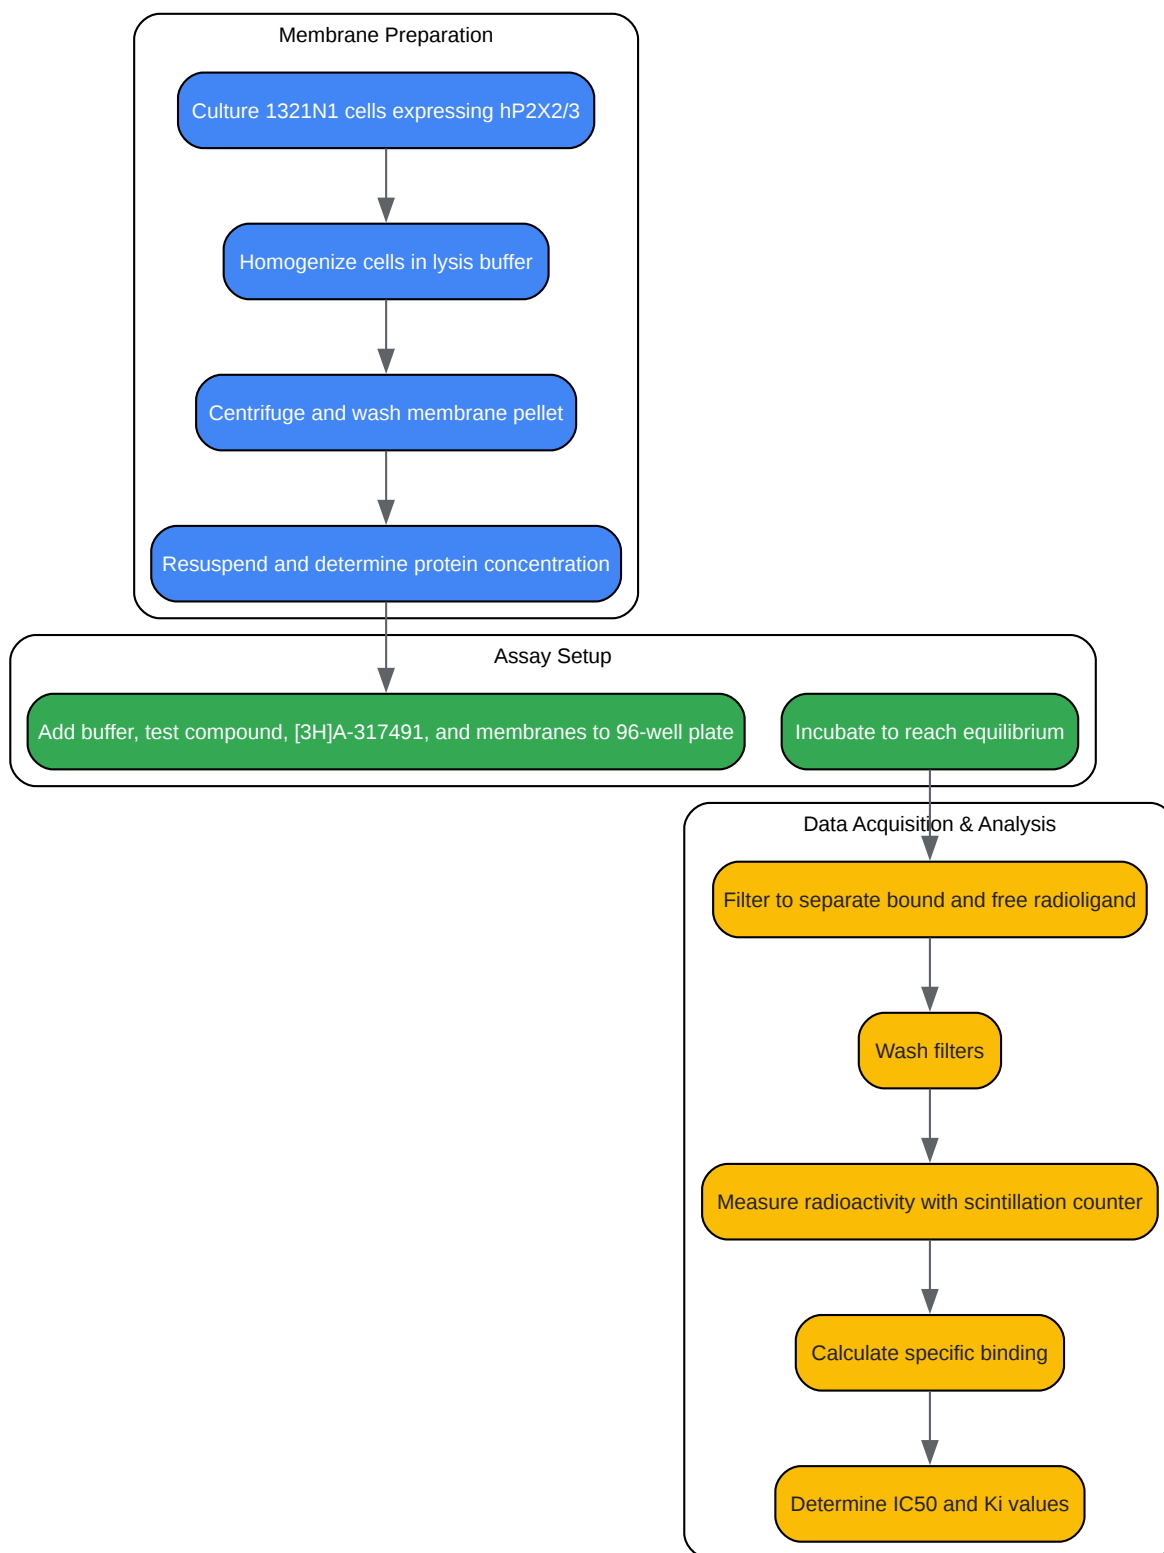 Membrane Preparation
Culture 1321N1 cells expressing hP2X2/3
Homogenize cells in lysis buffer
Centrifuge and wash membrane pellet
Resuspend and determine protein concentration
Assay Setup
Add buffer, test compound, [3H]A-317491, and membranes to 96-well plate
Incubate to reach equilibrium
Data Acquisition & Analysis
Filter to separate bound and free radioligand
Wash filters
Measure radioactivity with scintillation counter
Calculate specific binding
Determine IC50 and Ki values